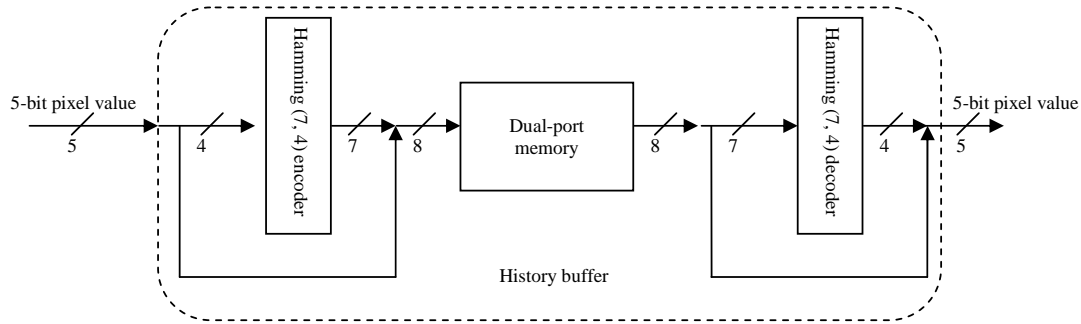 5-bit pixel value
5
4
Hamming (7, 4) encoder
7
8
Dual-port
memory
8
7
Hamming (7, 4) decoder
4
5
5-bit pixel value
History buffer